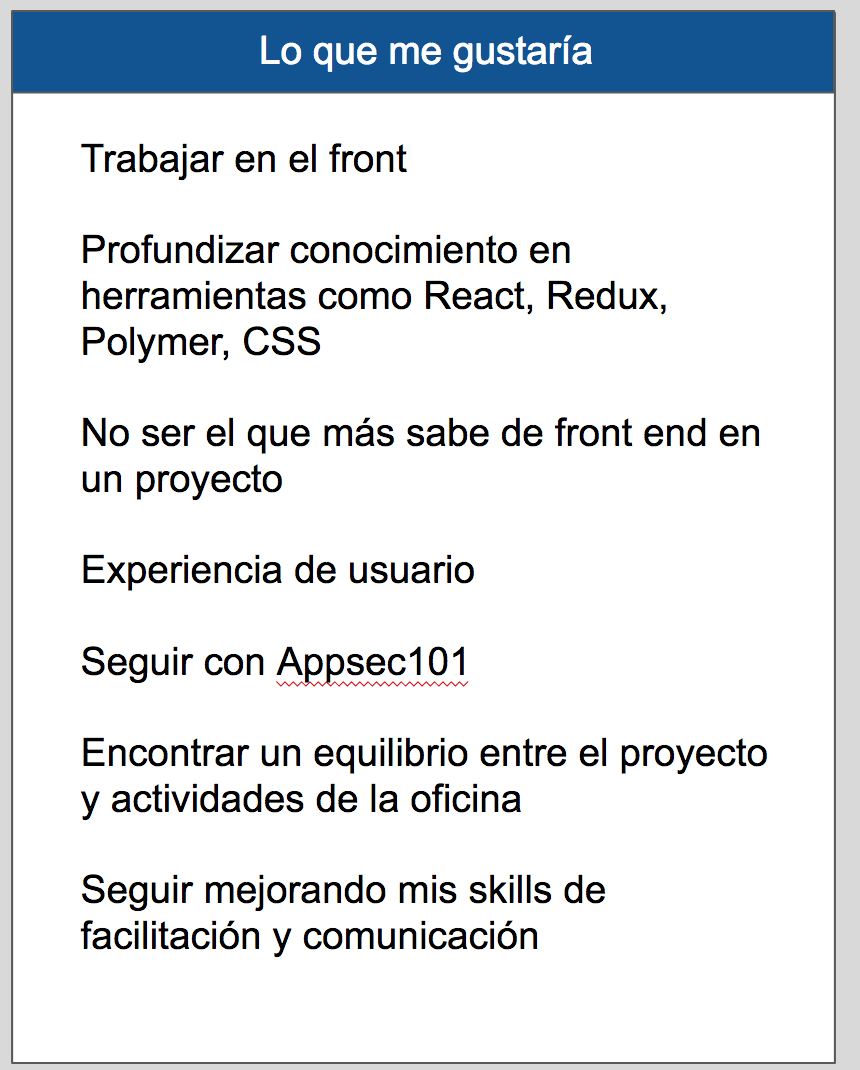 Lo que me gustaría
Trabajar en el front
Profundizar conocimiento en
herramientas como React, Redux,
Polymer, CSS
No ser el que más sabe de front end en
un proyecto
Experiencia de usuario
Seguir con Appsec101
Encontrar un equilibrio entre el proyecto
y actividades de la oficina
Seguir mejorando mis skills de
facilitación y comunicación